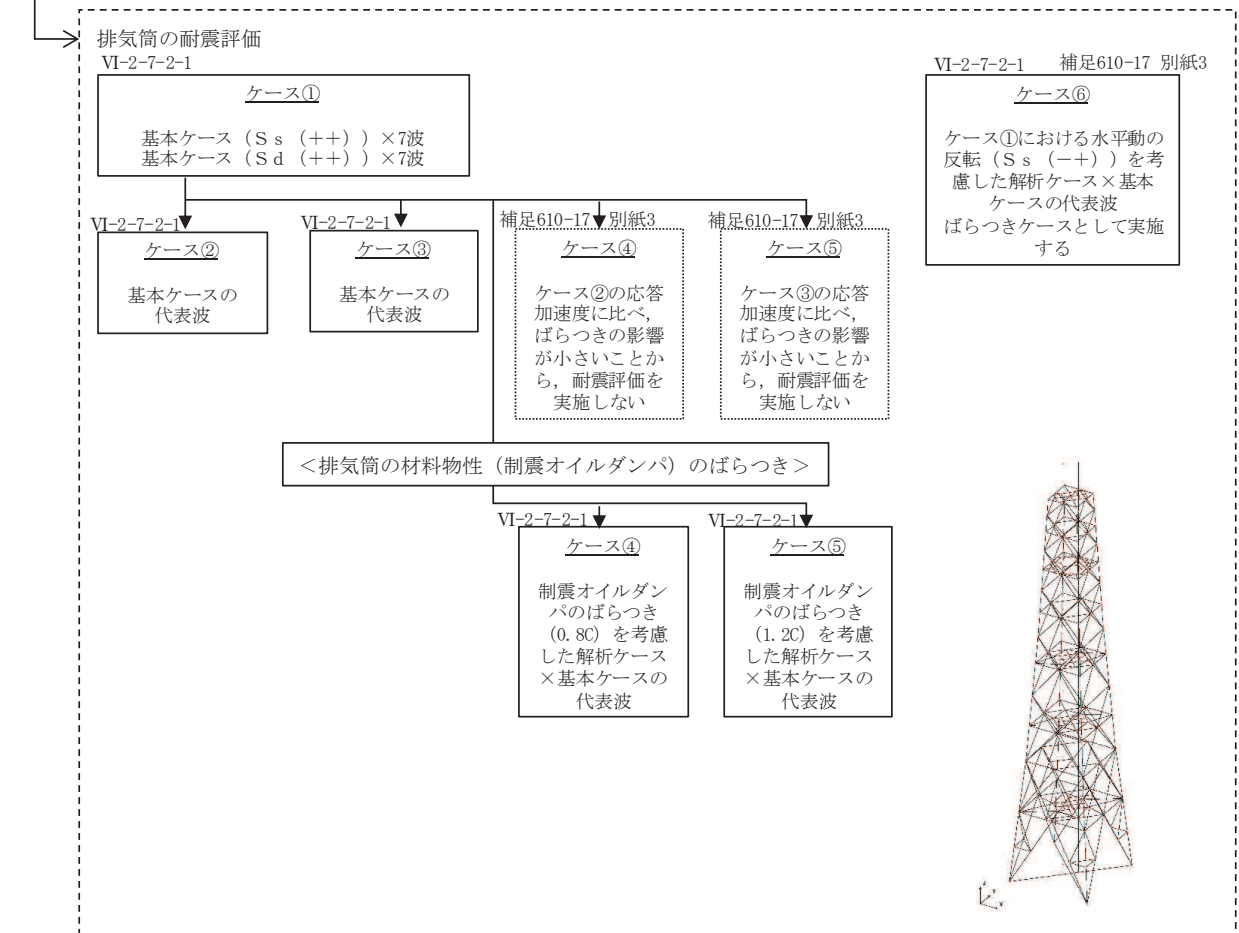 排気筒の耐震評価
Ⅵ-2-7-2-1
ケース①
基本ケース（Ｓｓ（++））×7波
基本ケース（Ｓｄ（++））×7波
Ⅵ-2-7-2-1　補足610-17 別紙3
ケース⑥
ケース①における水平動の
反転（Ｓｓ（-+））を考
慮した解析ケース×基本
ケースの代表波
ばらつきケースとして実施
する
Ⅵ-2-7-2-1
ケース②
基本ケースの
代表波
Ⅵ-2-7-2-1
ケース③
基本ケースの
代表波
補足610-17 別紙3
ケース④
ケース②の応答
加速度に比べ，
ばらつきの影響
が小さいことか
ら，耐震評価を
実施しない
補足610-17 別紙3
ケース⑤
ケース③の応答
加速度に比べ，
ばらつきの影響
が小さいことか
ら，耐震評価を
実施しない
＜排気筒の材料物性（制震オイルダンパ）のばらつき＞
Ⅵ-2-7-2-1
ケース④
制震オイルダン
パのばらつき
（0.8C）を考慮
した解析ケース
×基本ケースの
代表波
Ⅵ-2-7-2-1
ケース⑤
制震オイルダン
パのばらつき
（1.2C）を考慮
した解析ケース
×基本ケースの
代表波